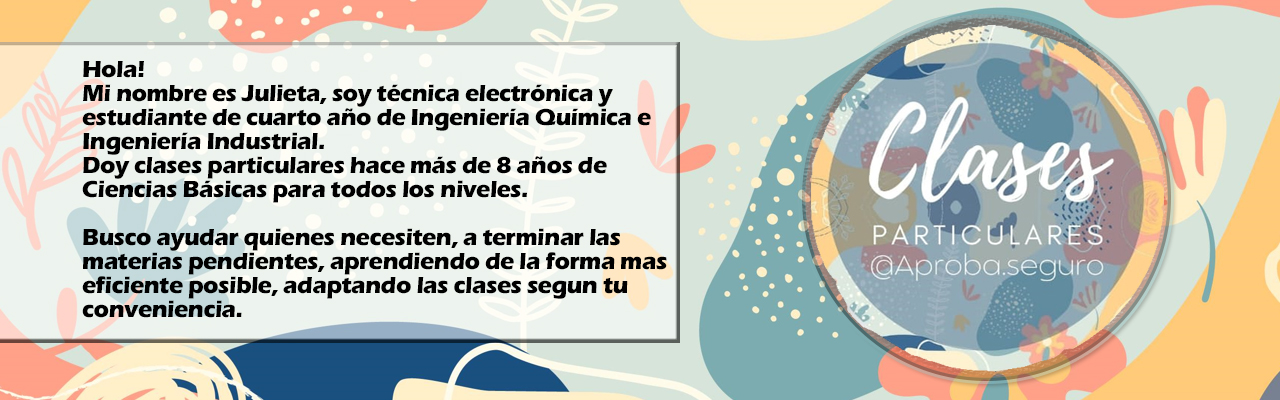 Hola!
Mi nombre es Julieta, soy técnica electrónica y
estudiante de cuarto año de Ingeniería Química e
Ingeniería Industrial.
Doy clases particulares hace más de 8 años de
Ciencias Básicas para todos los niveles.
Busco ayudar quienes necesiten, a terminar las
materias pendientes, aprendiendo de la forma mas
eficiente posible, adaptando las clases segun tu
conveniencia.
Clases
PARTICULARES
@Aproba.seguro